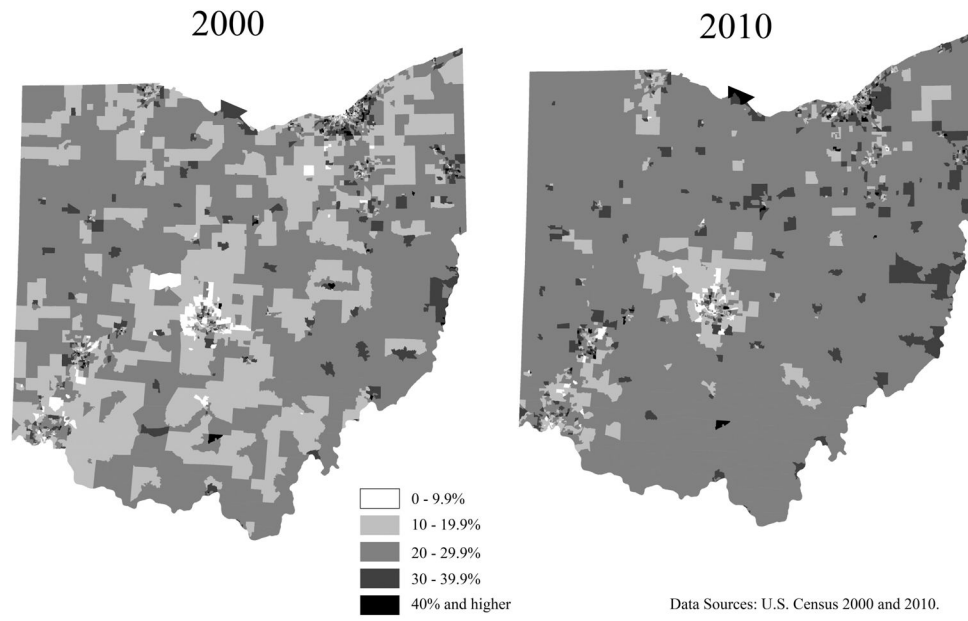 2000
2010
0 - 9.9%
10 - 19.9%
20 - 29.9%
30 - 39.9%
40% and higher
Data Sources: U.S. Census 2000 and 2010.